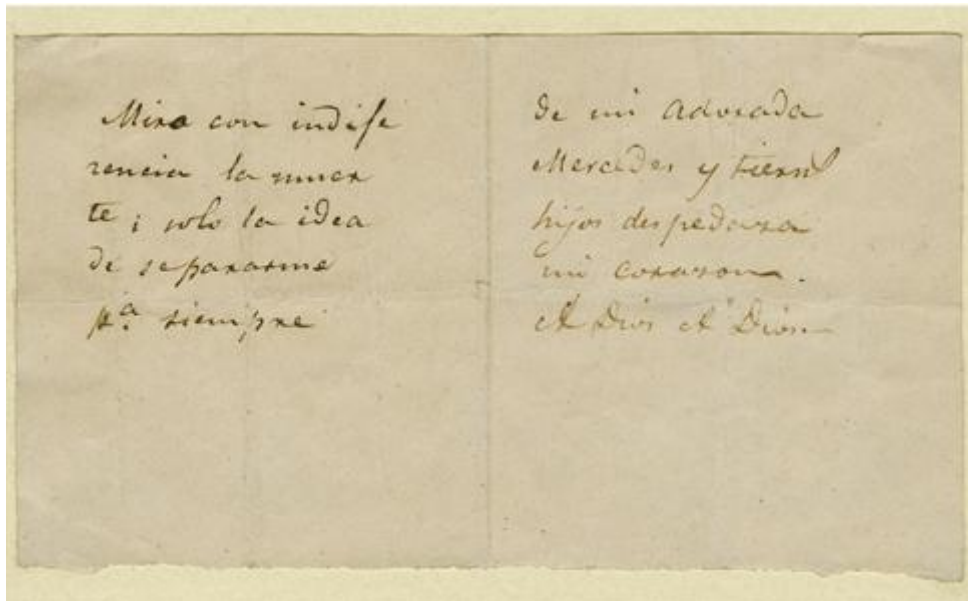 Miro con indife
rencia la muer
te; solo la idea
de separarme
pa. siempre
de mi adorada
Mercedes y tiernos
hijos despedaza
mi corazon.
A Dios A Dios